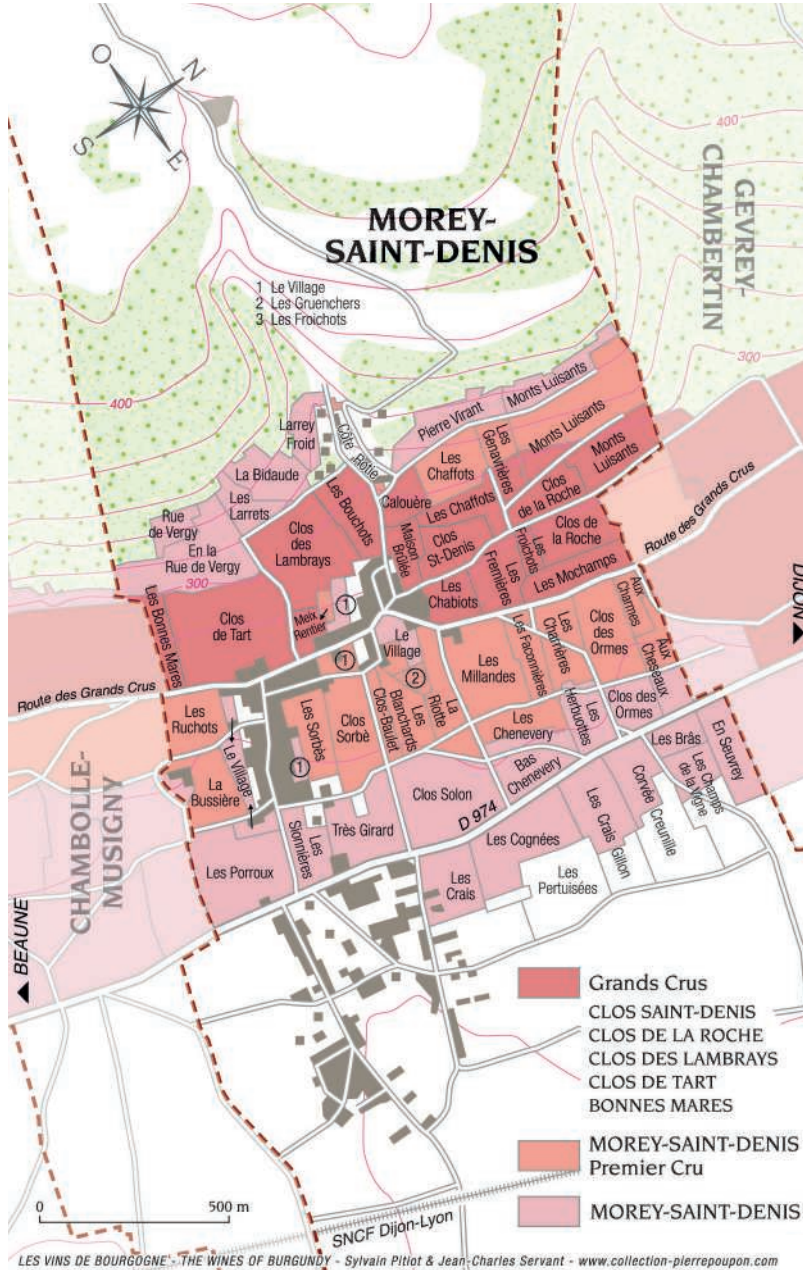 O
N
S
E
MOREY-
SAINT-DENIS
GEVREY-
CHAMBERTIN
1 Le Village
2 Les Gruenchers
3 Les Froichots
400
400
300
300
Larrey
Froid
Côte Rôtie
Pierre Virant
Monts Luisants
La Bidaude
Les
Larrets
Les Bouchots
Les
Chaffots
Les
Genavrières
Monts Luisants
Monts
Luisants
Rue
de Vergy
En la
Rue de Vergy
Clos
des
Lambrays
Calouère
Les Chaffots
Clos
de la Roche
Maison
Brûlée
Clos
St-Denis
Les
Froichots
Clos de
la Roche
Route des Grands Crus
Les Bonnes Mares
Clos
de Tart
Meix
Rentier
1
Les
Chabiots
Les
Fremières
Les Mochamps
DIJON
Aux
Charmes
Route des Grands Crus
1
Le
Village
2
Les
Millandes
Les Faconnières
Les
Charrières
Clos
des
Ormes
Aux
Cheseaux
Les
Ruchots
Le Village
Les Sorbès
Clos
Sorbè
Clos-Baulet
Les
Blanchards
La
Riotte
Les Chenevery
Les
Herbuottes
Clos des
Ormes
La
Bussière
1
Bas
Chenevery
Les Brâs
En Seuvrey
Les Champs
de la Vigne
CHAMBOLLE-
MUSIGNY
Les Porroux
Les
Sionnières
Très Girard
Clos Solon
D 974
Les Cognées
Les Crais
Gillon
Corvée
Creunille
Les
Crais
Les
Pertuisées
BEAUNE
Grands Crus
CLOS SAINT-DENIS
CLOS DE LA ROCHE
CLOS DES LAMBRAYS
CLOS DE TART
BONNES MARES
MOREY-SAINT-DENIS
Premier Cru
MOREY-SAINT-DENIS
0
500 m
SNCF Dijon-Lyon
LES VINS DE BOURGOGNE - THE WINES OF BURGUNDY - Sylvain Pitiot & Jean-Charles Servant - www.collection-pierrepoupon.com